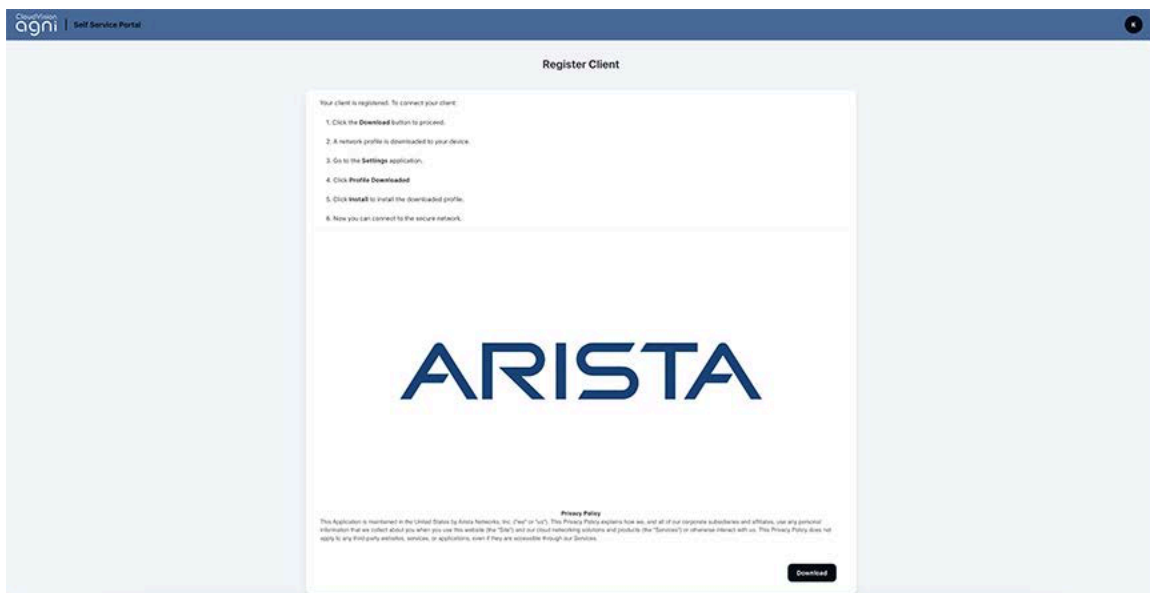 CloudVision
agni | Self Service Portal
K
Register Client
Your client is registered. To connect your client:
1. Click the Download button to proceed.
2. A network profile is downloaded to your device.
3. Go to the Settings application.
4. Click Profile Downloaded
5. Click Install to install the downloaded profile.
6. Now you can connect to the secure network.
ARISTA
Privacy Policy
This Application is maintained in the United States by Arista Networks, Inc. ("we" or "us"). This Privacy Policy explains how we, and all of our corporate subsidiaries and affiliates, use any personal
information that we collect about you when you use this website (the "Site") and our cloud networking solutions and products (the "Services") or otherwise interact with us. This Privacy Policy does not
apply to any third-party websites, services, or applications, even if they are accessible through our Services.
Download